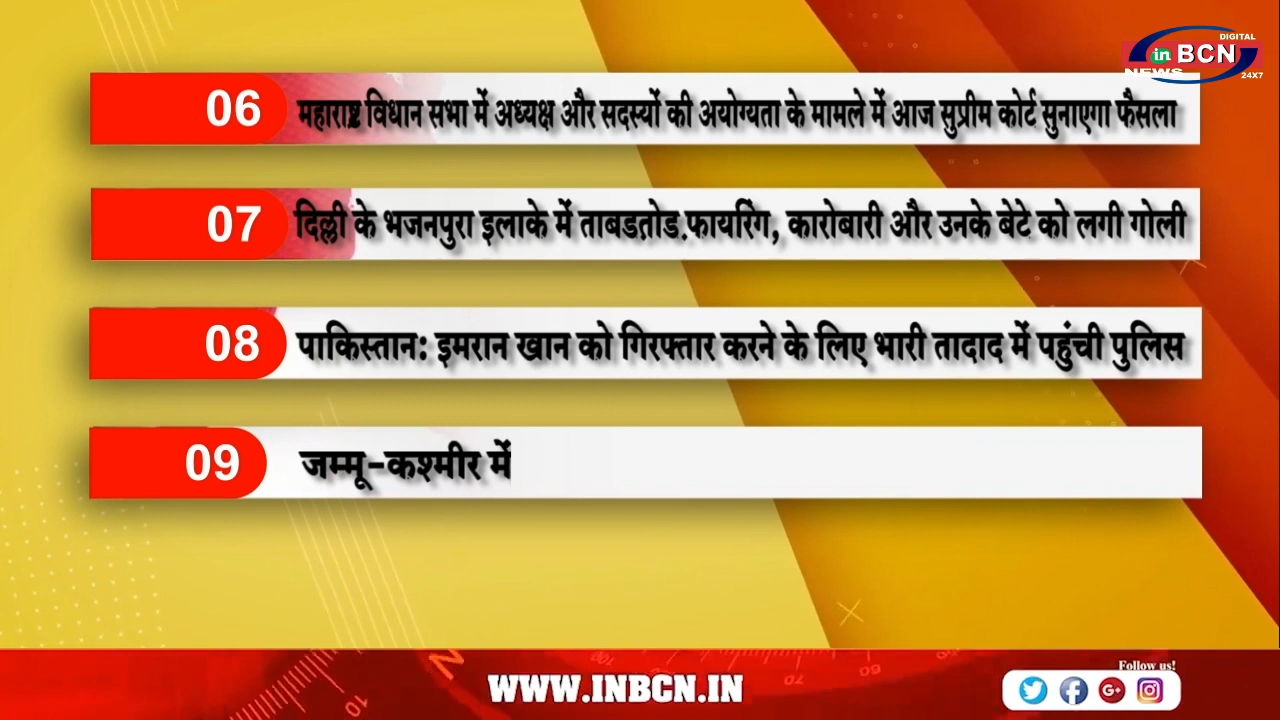 DIGITAL
in BCN
NEWS 24X7
06 महाराष्ट्र विधान सभा में अध्यक्ष और सदस्यों की अयोग्यता के मामले में आज सुप्रीम कोर्ट सुनाएगा फैसला
07 दिल्ली के भजनपुरा इलाके में ताबडत़ोड ़फायरिंग, कारोबारी और उनके बेटे को लगी गोली
08 पाकिस्तान: इमरान खान को गिरफ्तार करने के लिए भारी तादाद में पहुंची पुलिस
09 जम्मू-कश्मीर में
WWW.INBCN.IN
Follow us!